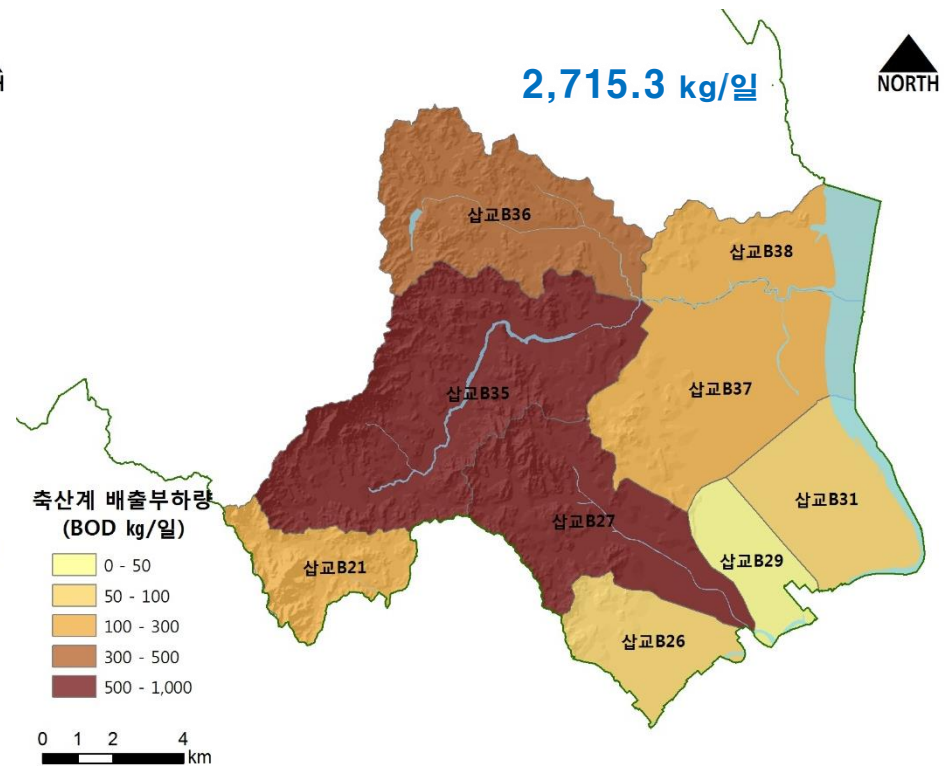 2,715.3 kg/일
NORTH
삽교B36
삽교B38
삽교B35
삽교B37
삽교B31
삽교B27
삽교B29
삽교B21
삽교B26
축산계 배출부하량
(BOD kg/일)
0 - 50
50 - 100
100 - 300
300 - 500
500 - 1,000
0 1 2 4
km